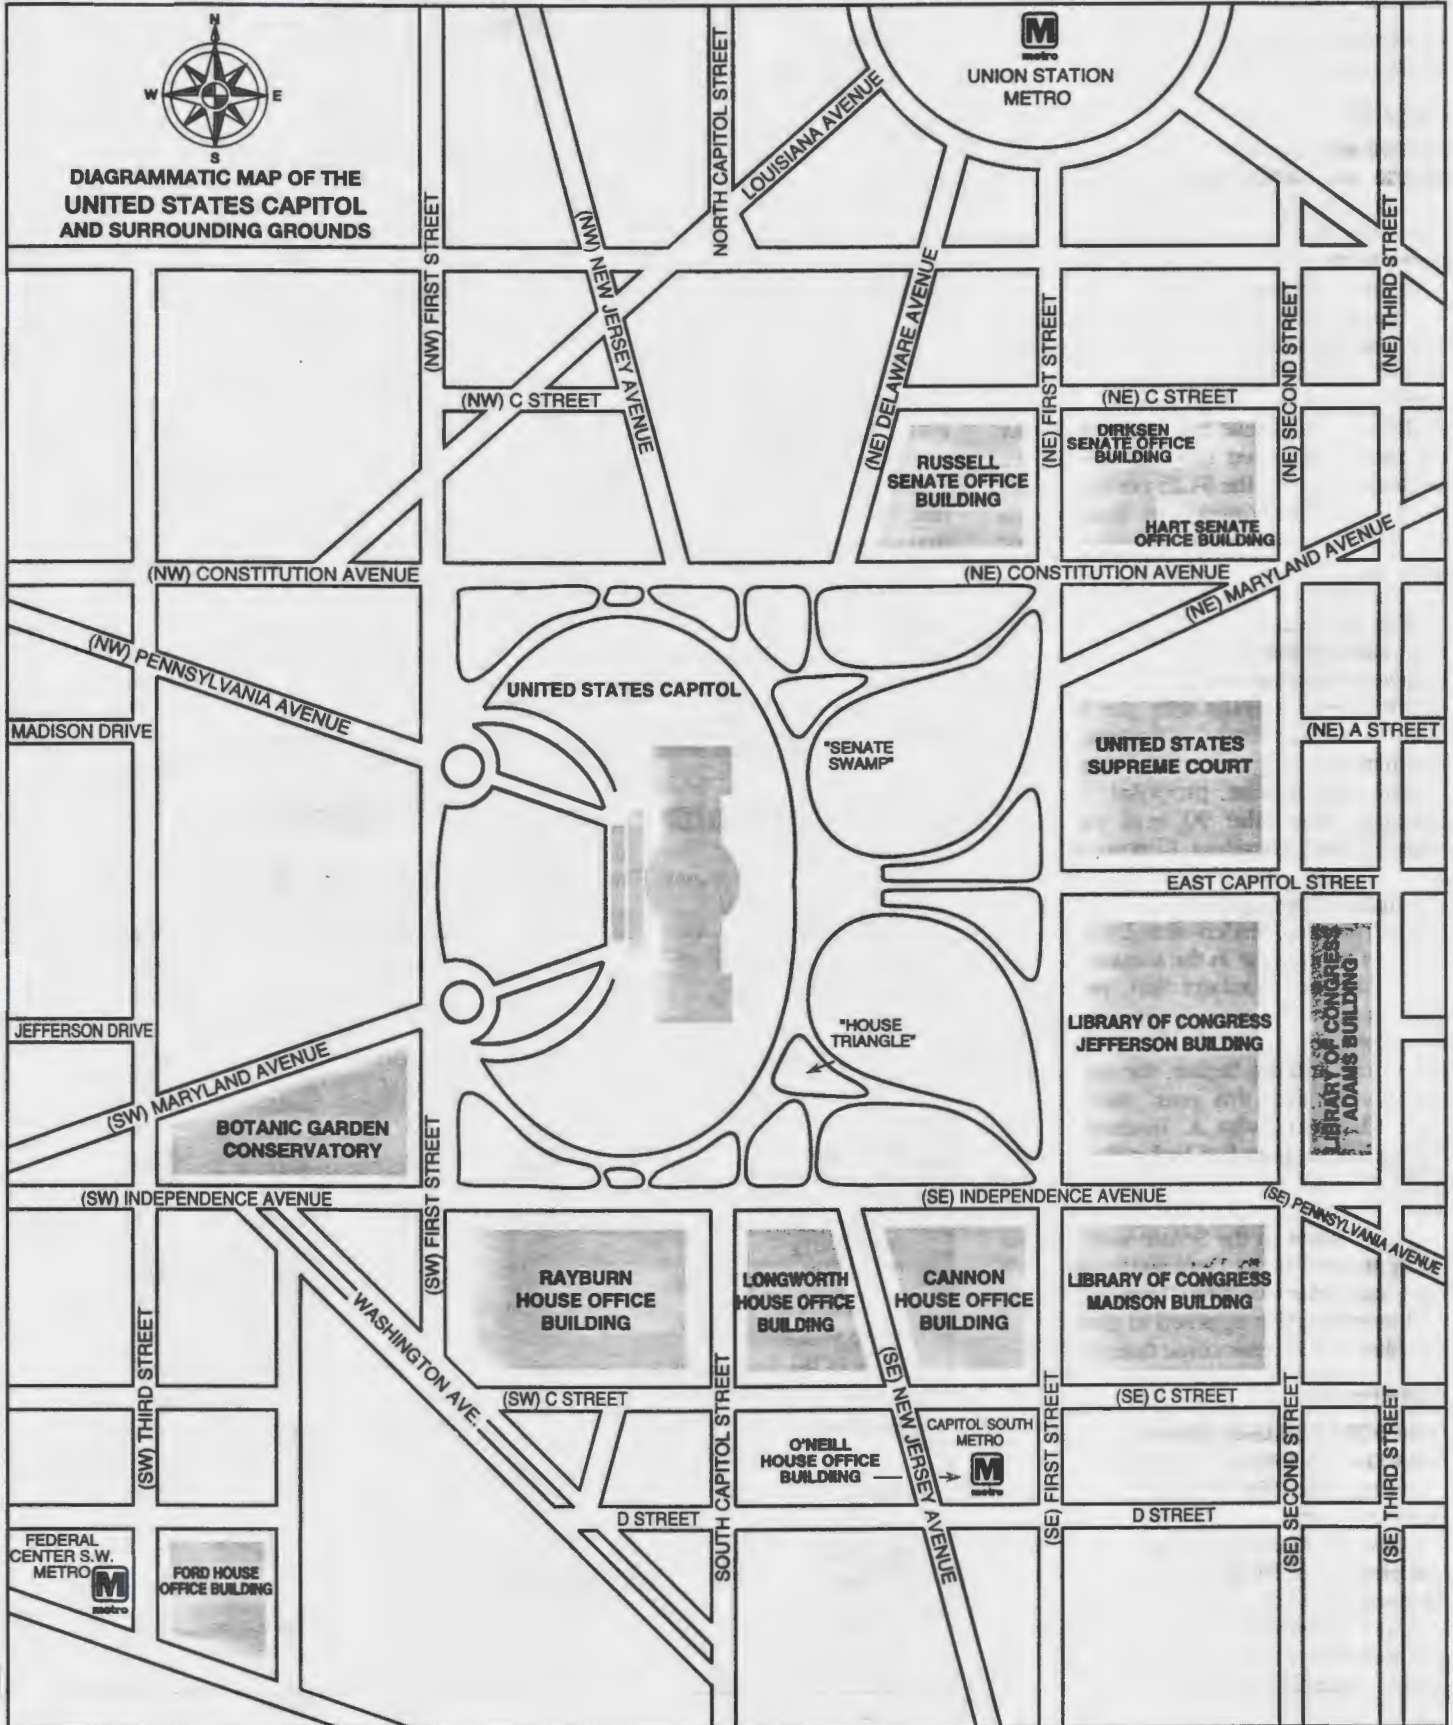 N
W
E
S
DIAGRAMMATIC MAP OF THE
UNITED STATES CAPITOL
AND SURROUNDING GROUNDS
M
metro
UNION STATION
METRO
NORTH CAPITOL STREET
LOUISIANA AVENUE
(NW) FIRST STREET
(NW) NEW JERSEY AVENUE
(NE) DELAWARE AVENUE
(NE) FIRST STREET
(NE) SECOND STREET
(NE) THIRD STREET
(NW) C STREET
(NE) C STREET
RUSSELL
SENATE OFFICE
BUILDING
DIRKSEN
SENATE OFFICE
BUILDING
HART SENATE
OFFICE BUILDING
(NW) CONSTITUTION AVENUE
(NE) CONSTITUTION AVENUE
(NE) MARYLAND AVENUE
(NW) PENNSYLVANIA AVENUE
MADISON DRIVE
UNITED STATES CAPITOL
"SENATE
SWAMP"
UNITED STATES
SUPREME COURT
(NE) A STREET
EAST CAPITOL STREET
LIBRARY OF CONGRESS
ADAMS BUILDING
JEFFERSON DRIVE
"HOUSE
TRIANGLE"
LIBRARY OF CONGRESS
JEFFERSON BUILDING
(SW) MARYLAND AVENUE
BOTANIC GARDEN
CONSERVATORY
(SW) FIRST STREET
(SW) INDEPENDENCE AVENUE
(SE) INDEPENDENCE AVENUE
(SE) PENNSYLVANIA AVENUE
RAYBURN
HOUSE OFFICE
BUILDING
LONGWORTH
HOUSE OFFICE
BUILDING
CANNON
HOUSE OFFICE
BUILDING
LIBRARY OF CONGRESS
MADISON BUILDING
WASHINGTON AVE.
(SW) THIRD STREET
(SW) C STREET
SOUTH CAPITOL STREET
(SE) NEW JERSEY AVENUE
(SE) FIRST STREET
(SE) C STREET
(SE) SECOND STREET
(SE) THIRD STREET
O'NEILL
HOUSE OFFICE
BUILDING
CAPITOL SOUTH
METRO
M
metro
D STREET
D STREET
FEDERAL
CENTER S.W.
METRO
M
metro
FORD HOUSE
OFFICE BUILDING